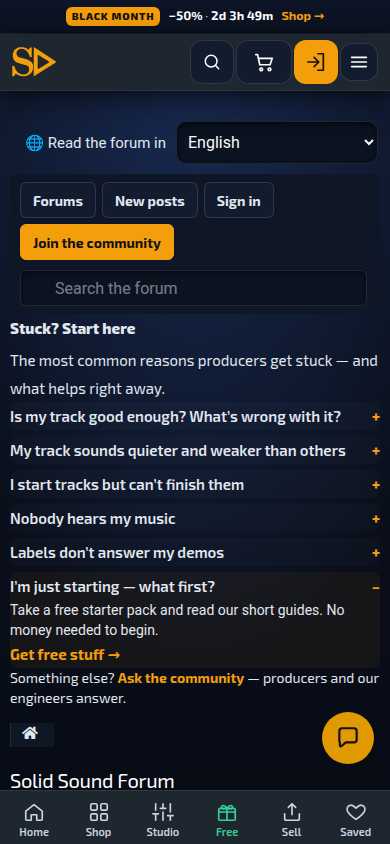 BLACK MONTH −50% · 2d 3h 49m Shop →
S
🌐 Read the forum in English
Forums New posts Sign in
Join the community
Search the forum
Stuck? Start here
The most common reasons producers get stuck — and
what helps right away.
Is my track good enough? What's wrong with it? +
My track sounds quieter and weaker than others +
I start tracks but can't finish them +
Nobody hears my music +
Labels don't answer my demos +
I'm just starting — what first? −
Take a free starter pack and read our short guides. No
money needed to begin.
Get free stuff →
Something else? Ask the community — producers and our
engineers answer.
Solid Sound Forum
Home Shop Studio Free Sell Saved